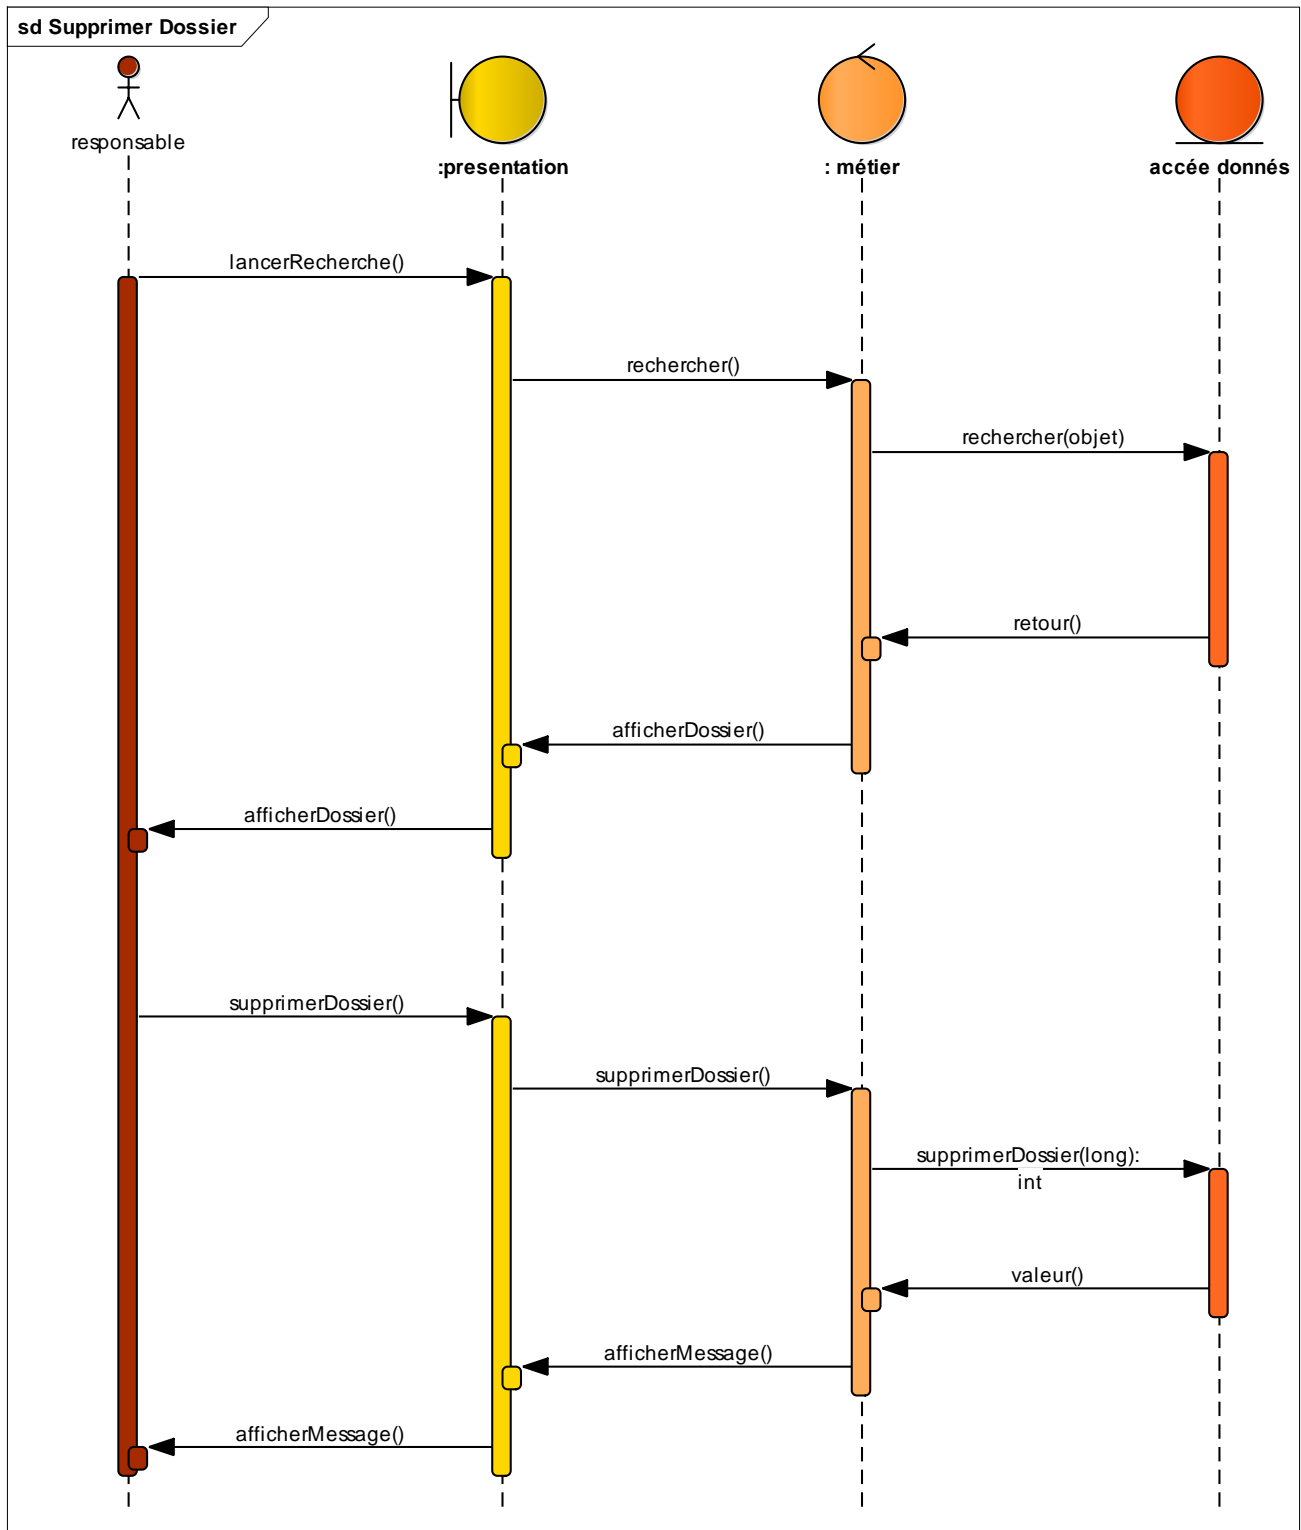 sd Supprimer Dossier
responsable
:presentation
: métier
accée donnés
lancerRecherche()
rechercher()
rechercher(objet)
retour()
afficherDossier()
afficherDossier()
supprimerDossier()
supprimerDossier()
supprimerDossier(long):
int
valeur()
afficherMessage()
afficherMessage()